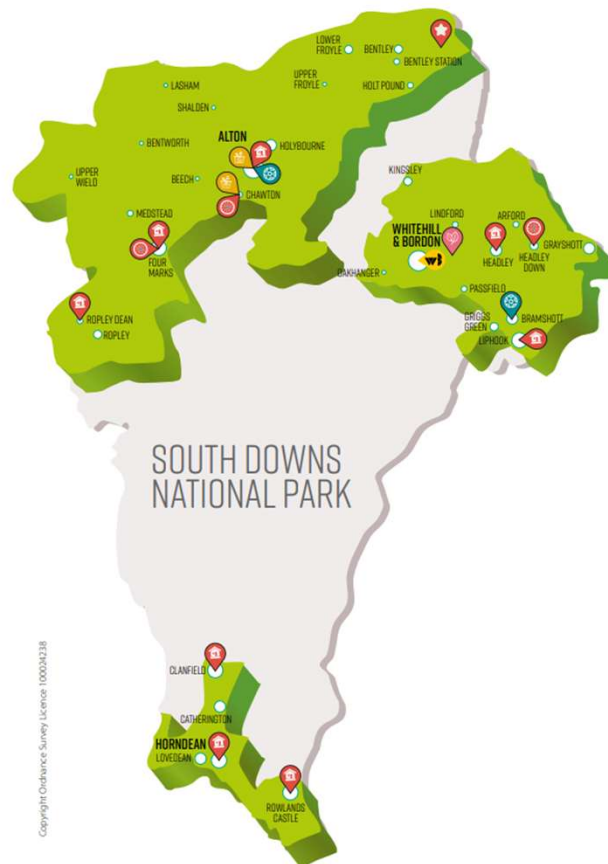 LOWER
FROYLE
BENTLEY
BENTLEY STATION
LASHAM
UPPER
FROYLE
HOLT POUND
SHALDEN
ALTON
BENTWORTH
HOLYBOURNE
KINGSLEY
UPPER
WIELD
BEECH
CHAWTON
MEDSTEAD
LINDFORD
ARFORD
WHITEHILL
& BORDON
wB
HEADLEY
HEADLEY
DOWN
GRAYSHOTT
FOUR
MARKS
OAKHANGER
PASSFIELD
ROPLEY DEAN
ROPLEY
GRIGGS
GREEN
BRAMSHOTT
LIPHOOK
SOUTH DOWNS
NATIONAL PARK
CLANFIELD
CATHERINGTON
HORNDEAN
LOVEDEAN
ROWLANDS
CASTLE
Copyright Ordnance Survey Licence 100024238